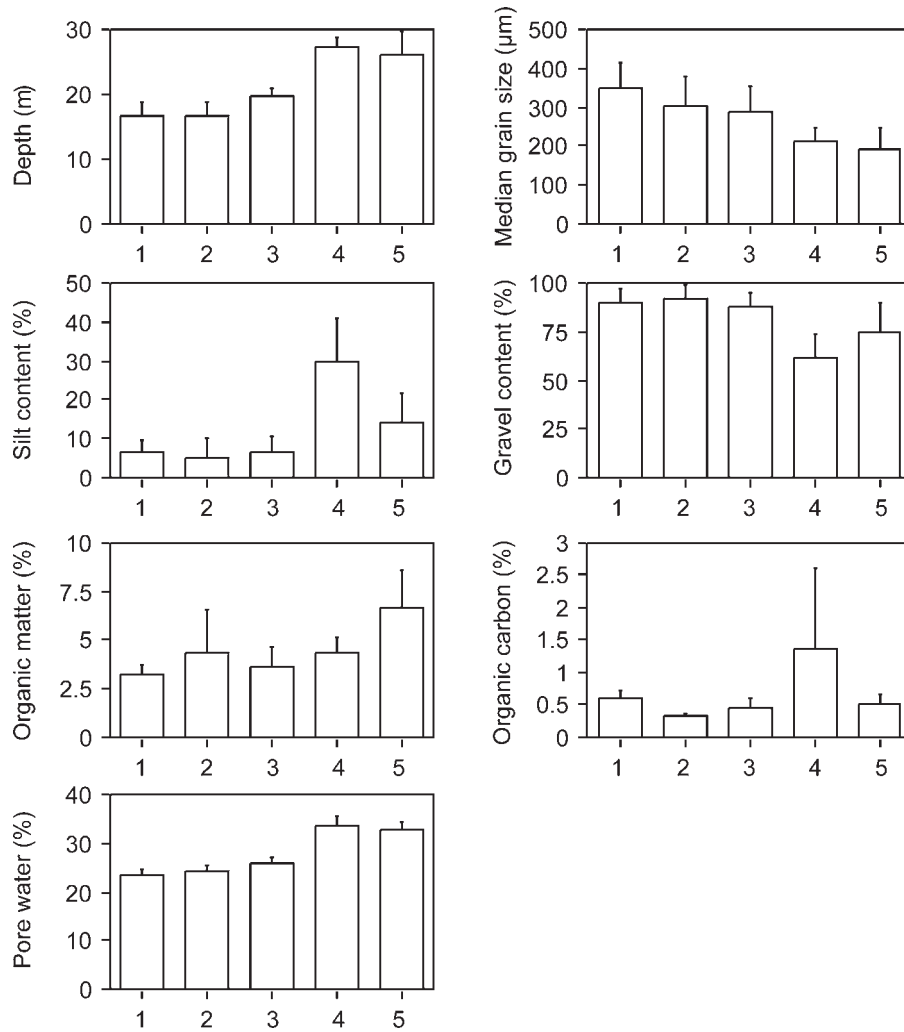 Depth (m)
30
20
10
0
1 2 3 4 5
Median grain size (µm)
500
400
300
200
100
0
1 2 3 4 5
Silt content (%)
50
40
30
20
10
0
1 2 3 4 5
Gravel content (%)
100
75
50
25
0
1 2 3 4 5
Organic matter (%)
10
7.5
5
2.5
0
1 2 3 4 5
Organic carbon (%)
3
2.5
2
1.5
1
0.5
0
1 2 3 4 5
Pore water (%)
40
30
20
10
0
1 2 3 4 5